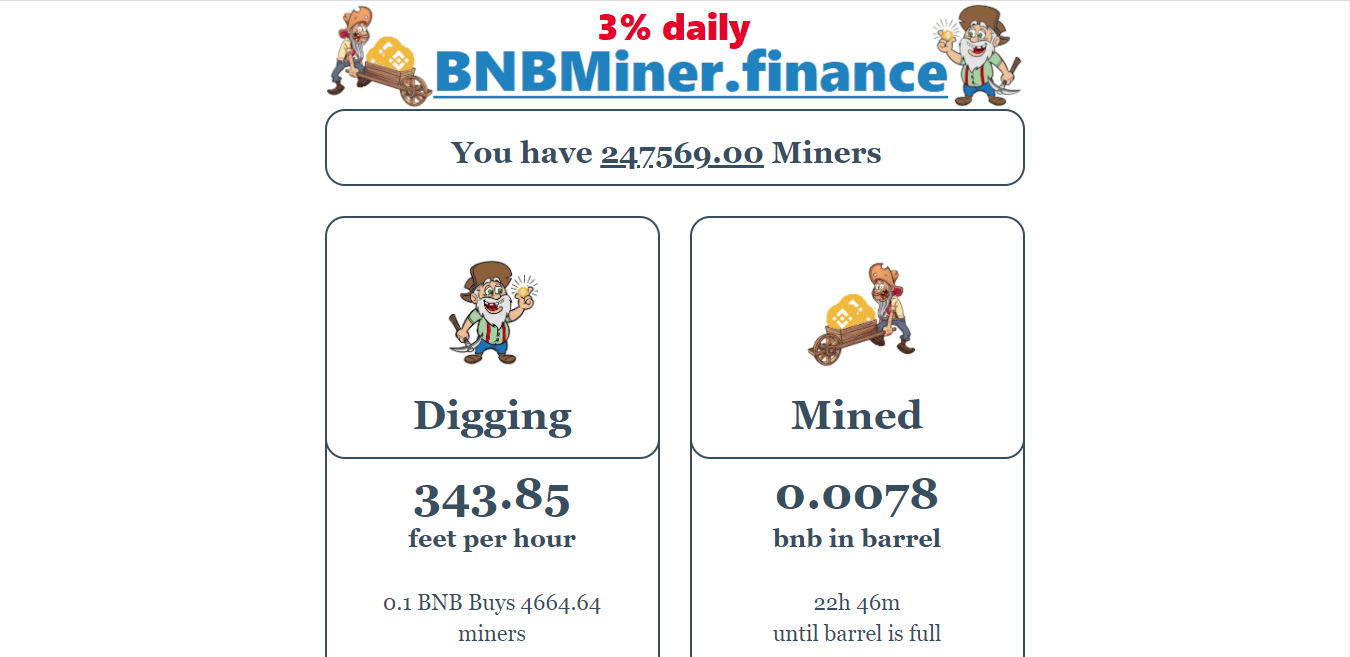 3% daily
BNBMiner.finance
You have 247569.00 Miners
Digging
343.85
feet per hour
0.1 BNB Buys 4664.64
miners
Mined
0.0078
bnb in barrel
22h 46m
until barrel is full